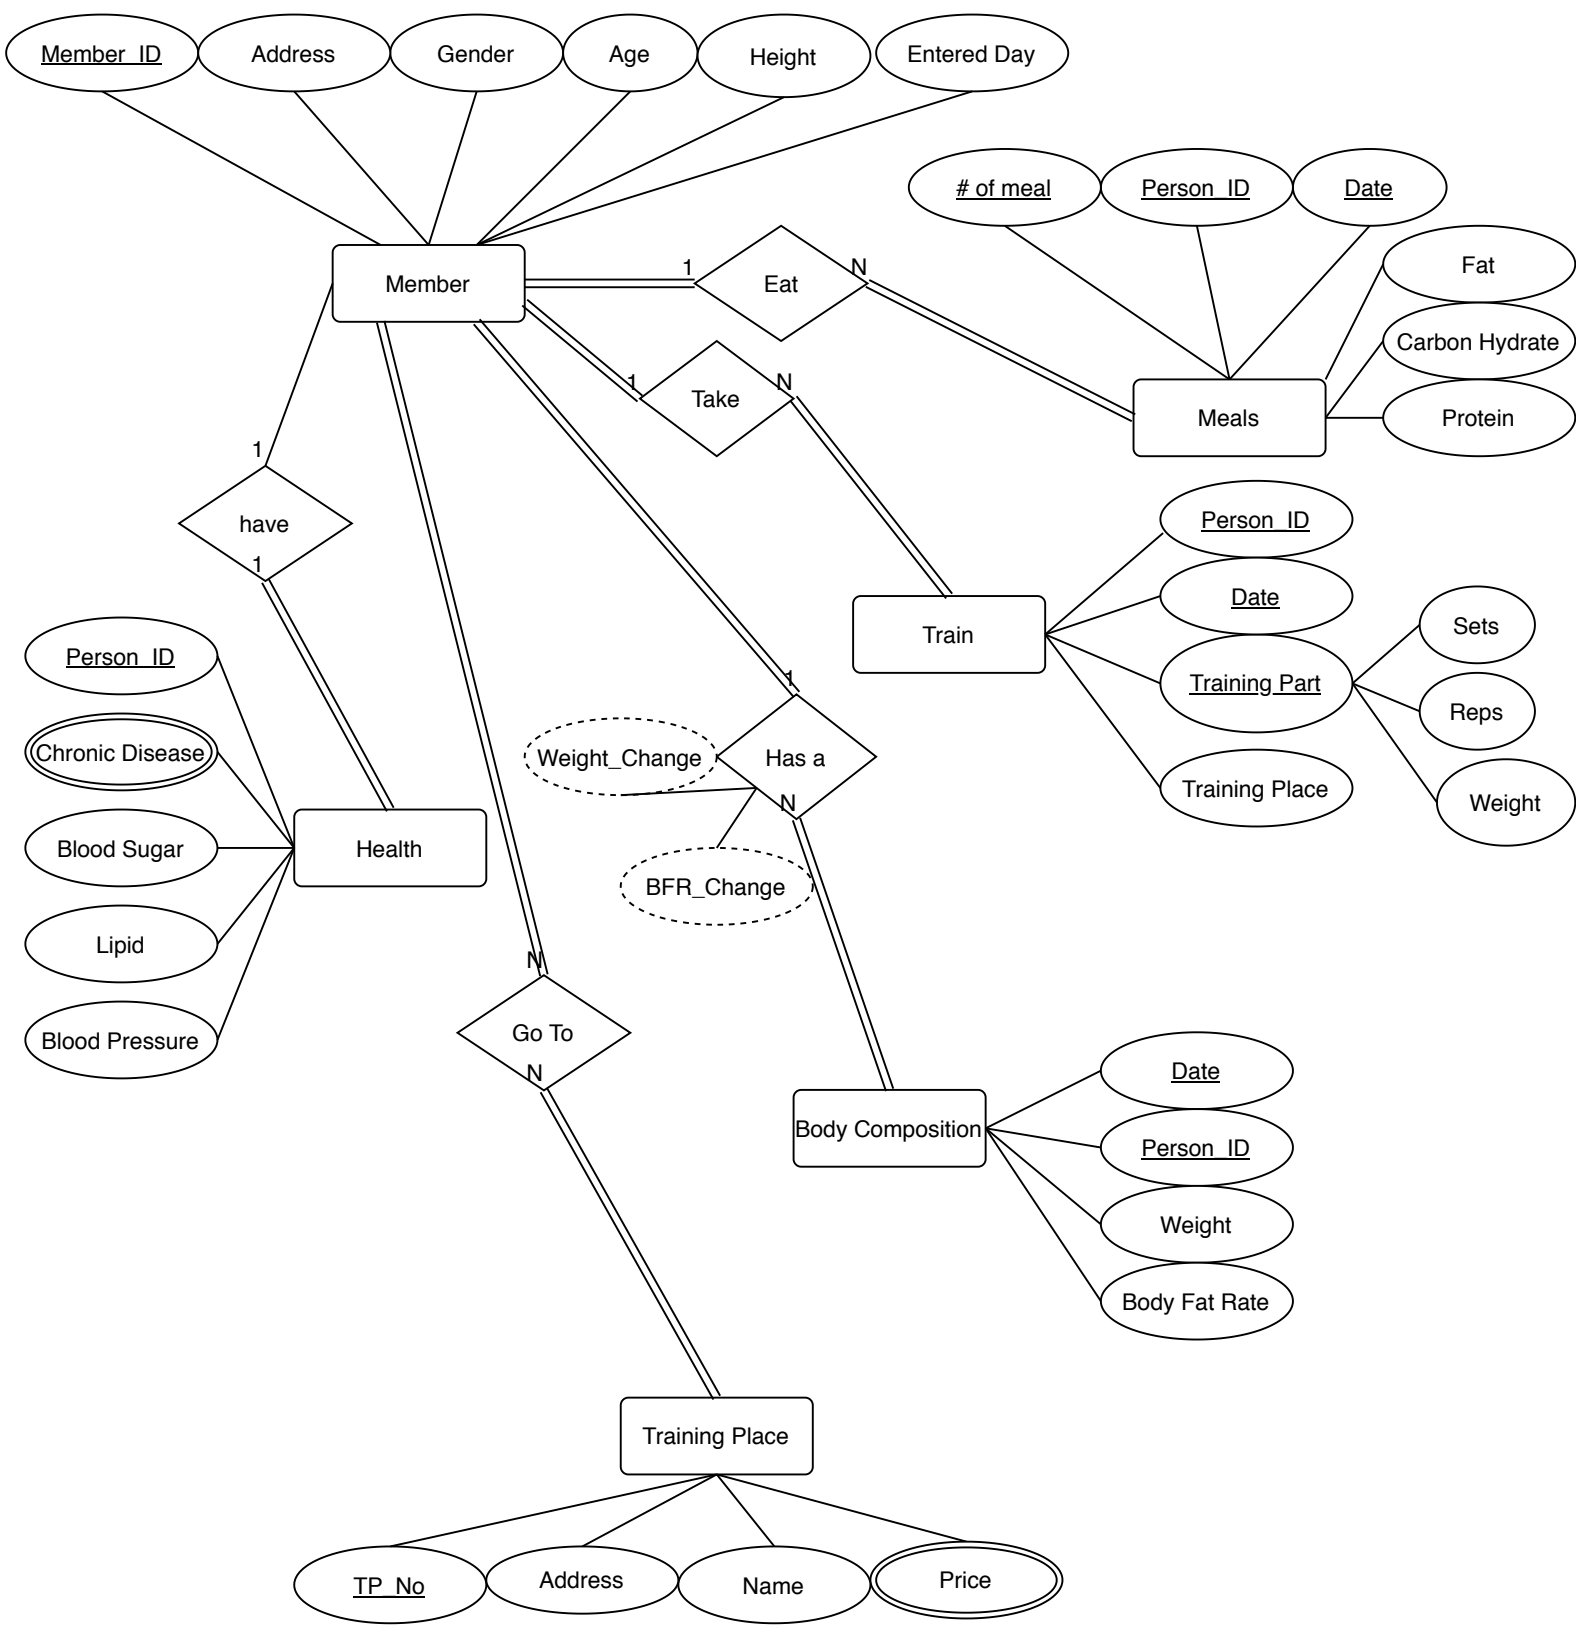 Member_ID
Address
Gender
Age
Height
Entered Day
# of meal
Person_ID
Date
Member
1
Eat
N
Fat
Carbon Hydrate
Protein
Meals
1
Take
N
1
have
1
Person_ID
Date
Training Part
Training Place
Sets
Reps
Weight
Train
Person_ID
Chronic Disease
Blood Sugar
Lipid
Blood Pressure
Health
1
Has a
N
Weight_Change
BFR_Change
N
Go To
N
Body Composition
Date
Person_ID
Weight
Body Fat Rate
Training Place
TP_No
Address
Name
Price